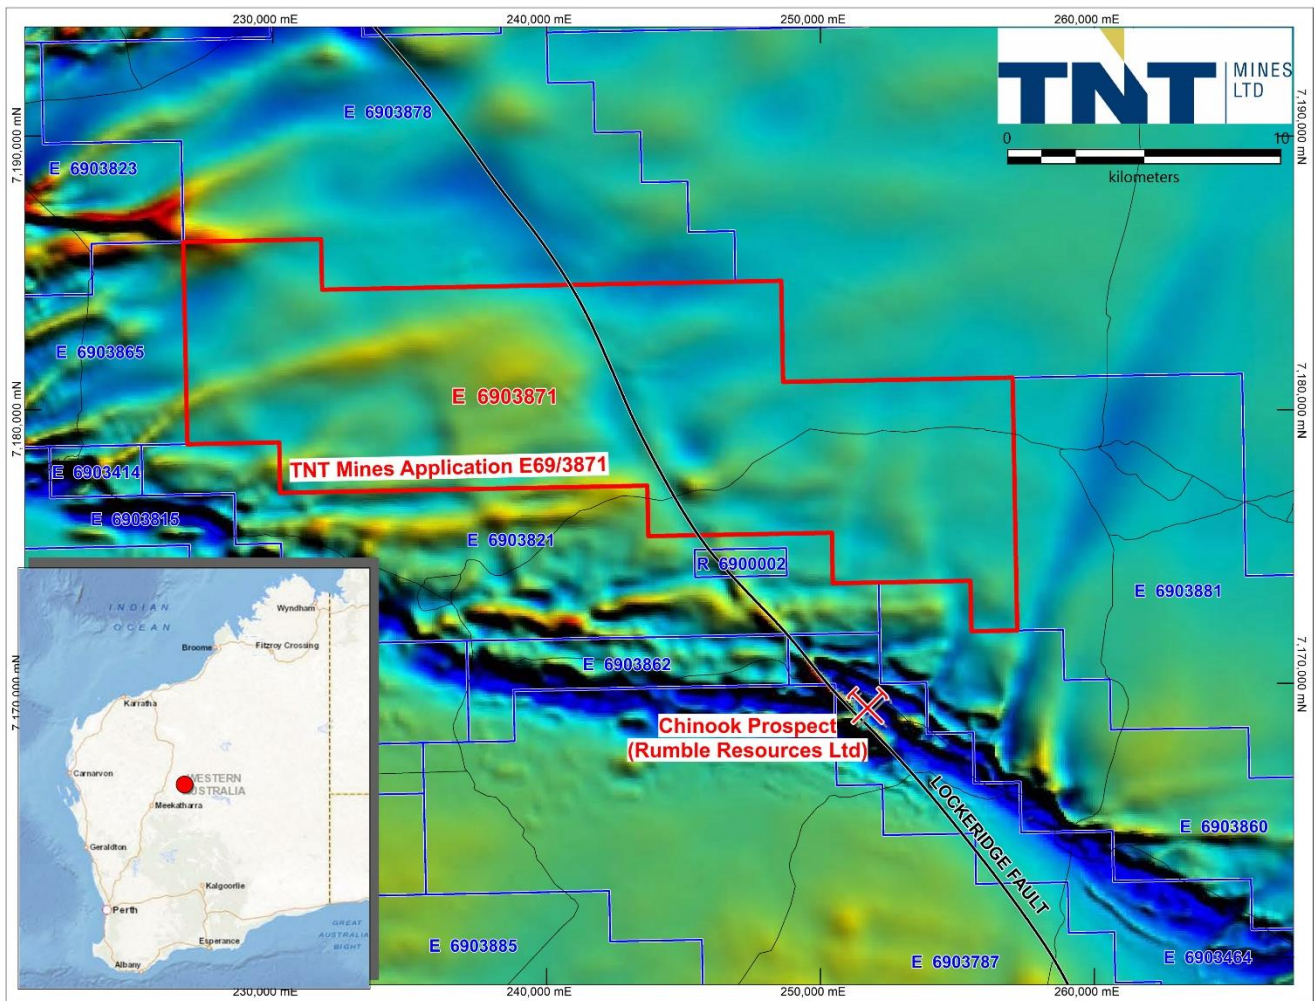 230,000 mE
240,000 mE
250,000 mE
260,000 mE
TNT
MINES
LTD
0
10
kilometers
7,190,000 mN
7,190,000 mN
E 6903878
E 6903823
E 6903865
E 6903871
7,180,000 mN
7,180,000 mN
TNT Mines Application E69/3871
E 6903414
E 6903815
E 6903821
R 6900002
E 6903881
E 6903862
7,170,000 mN
7,170,000 mN
Chinook Prospect
(Rumble Resources Ltd)
LOCKERIDGE FAULT
E 6903860
E 6903885
E 6903787
E 6903464
INDIAN
OCEAN
Wyndham
Broome
Fitzroy Crossing
Karratha
Carnarvon
WESTERN
AUSTRALIA
Meekatharra
Geraldton
Kalgoorlie
Perth
Esperance
Albany
GREAT
AUSTRALIA
BIGHT
230,000 mE
240,000 mE
250,000 mE
260,000 mE